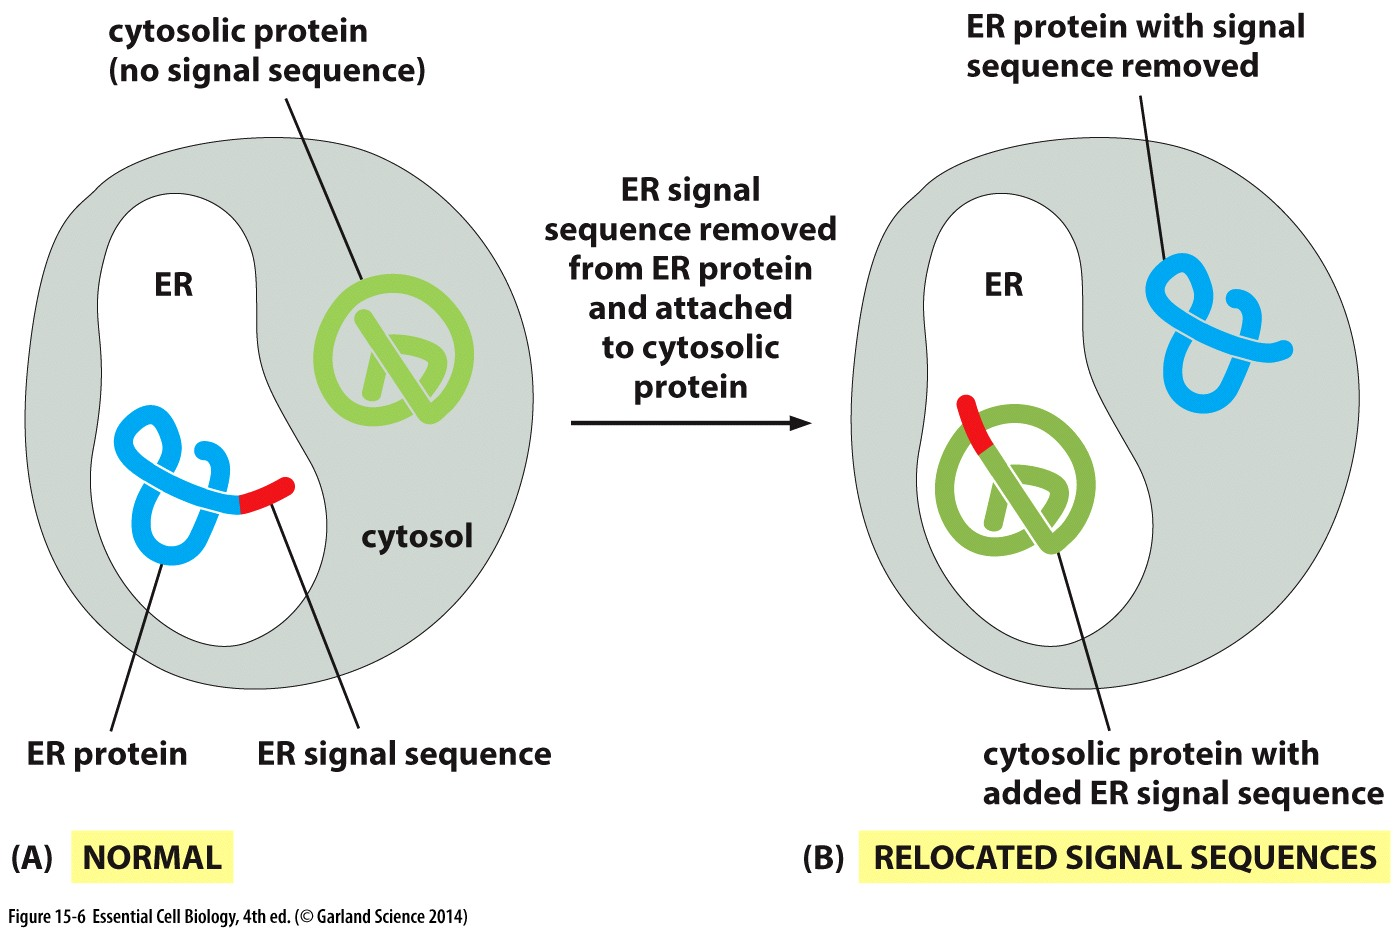 cytosolic protein
(no signal sequence)
ER protein with signal
sequence removed
ER signal
sequence removed
from ER protein
and attached
to cytosolic
protein
ER
ER
cytosol
ER protein
ER signal sequence
cytosolic protein with
added ER signal sequence
(A) NORMAL
(B) RELOCATED SIGNAL SEQUENCES
Figure 15-6 Essential Cell Biology, 4th ed. (© Garland Science 2014)